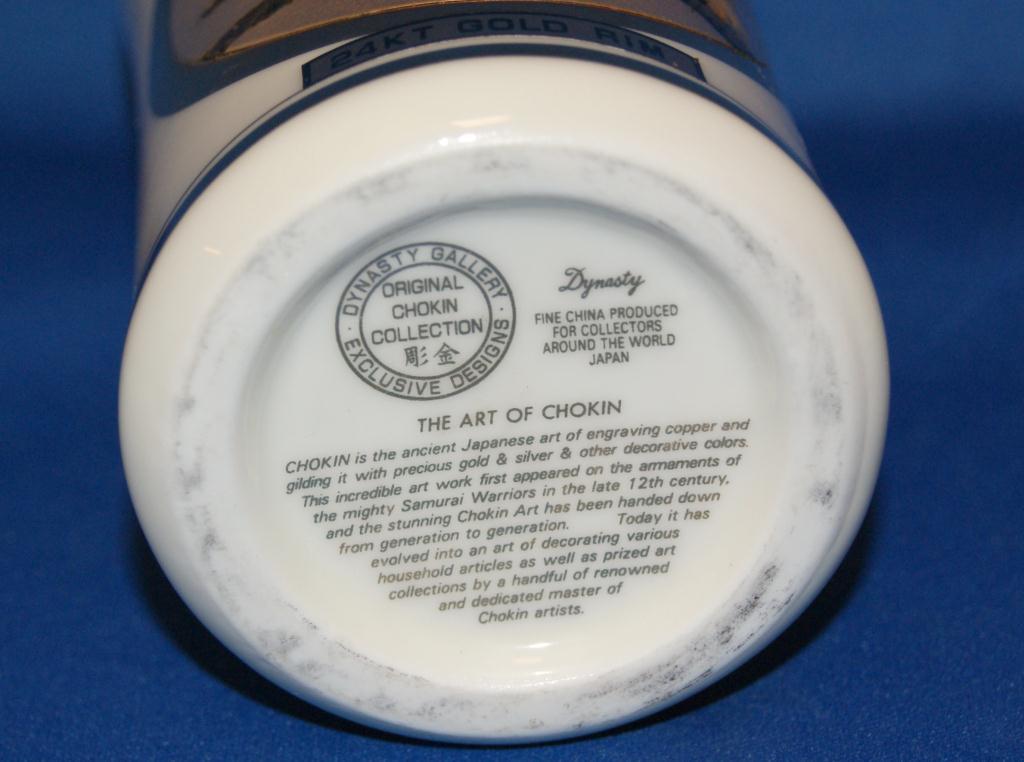 24KT GOLD RIM
DYNASTY GALLERY
ORIGINAL
CHOKIN
COLLECTION
彫金
· EXCLUSIVE DESIGNS ·
Dynasty
FINE CHINA PRODUCED
FOR COLLECTORS
AROUND THE WORLD
JAPAN
THE ART OF CHOKIN
CHOKIN is the ancient Japanese art of engraving copper and
gilding it with precious gold & silver & other decorative colors.
This incredible art work first appeared on the armaments of
the mighty Samurai Warriors in the late 12th century,
and the stunning Chokin Art has been handed down
from generation to generation. Today it has
evolved into an art of decorating various
household articles as well as prized art
collections by a handful of renowned
and dedicated master of
Chokin artists.